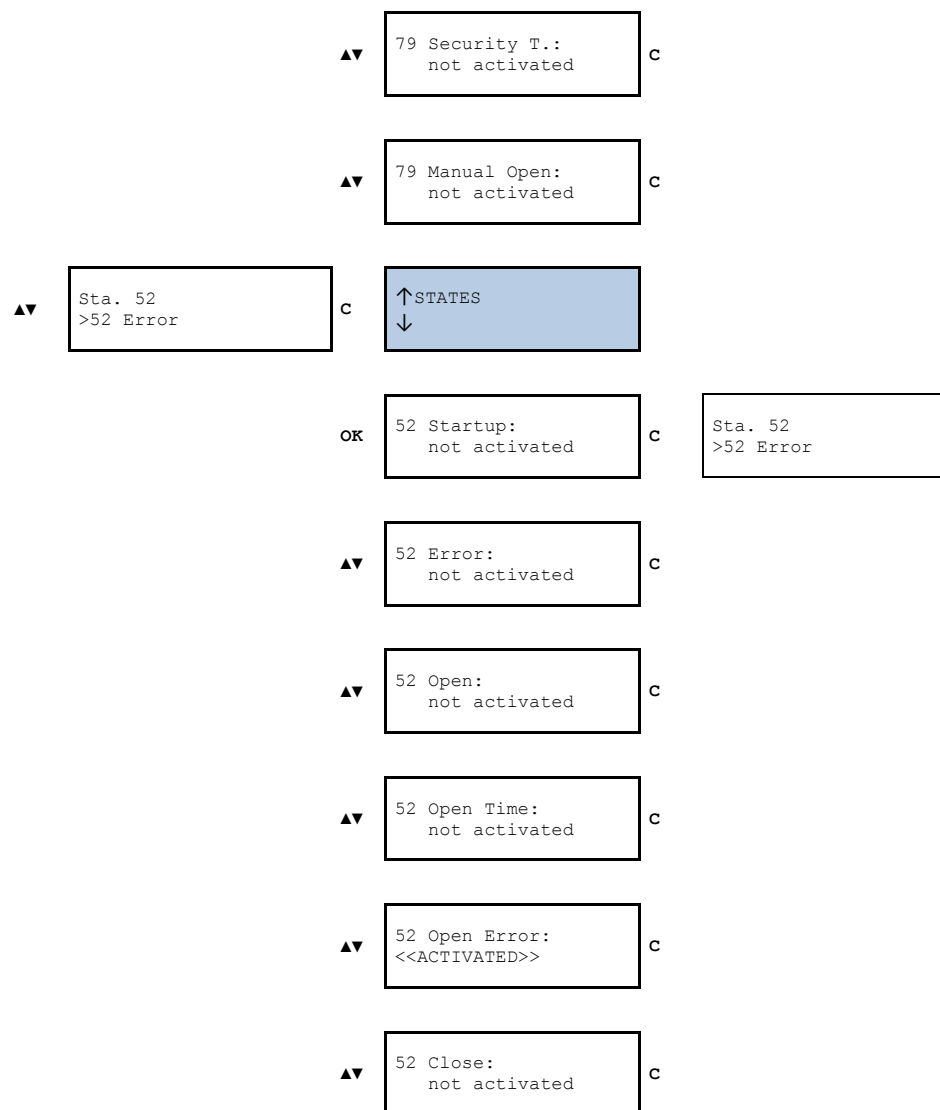 ▲▼ 79 Security T.: C
not activated
▲▼ 79 Manual Open: C
not activated
▲▼ Sta. 52
>52 Error
C ↑STATES
↓
OK 52 Startup: C
not activated
Sta. 52
>52 Error
▲▼ 52 Error: C
not activated
▲▼ 52 Open: C
not activated
▲▼ 52 Open Time: C
not activated
▲▼ 52 Open Error: C
<<ACTIVATED>>
▲▼ 52 Close: C
not activated